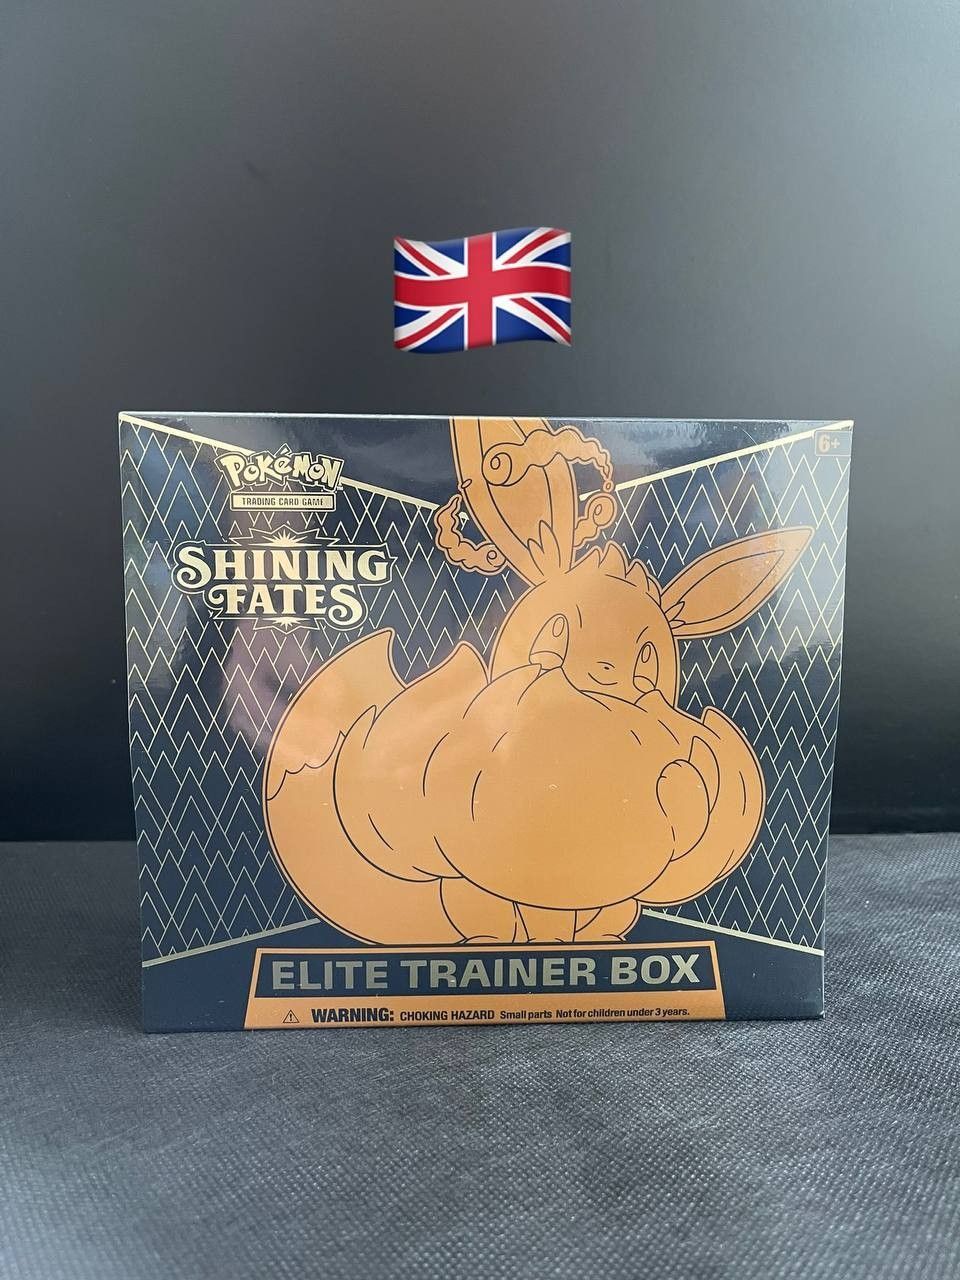 6+
Pokémon
TRADING CARD GAME
SHINING
FATES
ELITE TRAINER BOX
WARNING: CHOKING HAZARD Small parts Not for children under 3 years.